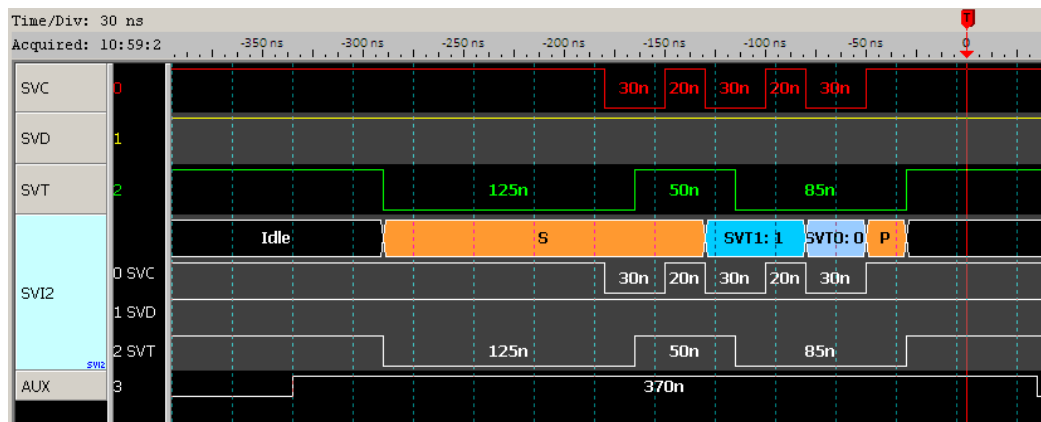 Time/Div: 30 ns
T
Acquired: 10:59:2
-350 ns -300 ns -250 ns -200 ns -150 ns -100 ns -50 ns 0
SVC 0 30n 20n 30n 20n 30n
SVD 1
SVT 2 125n 50n 85n
Idle S SVT1: 1 SVT0: 0 P
SVI2
0 SVC 30n 20n 30n 20n 30n
1 SVD
2 SVT 125n 50n 85n
SVI2
AUX 3 370n